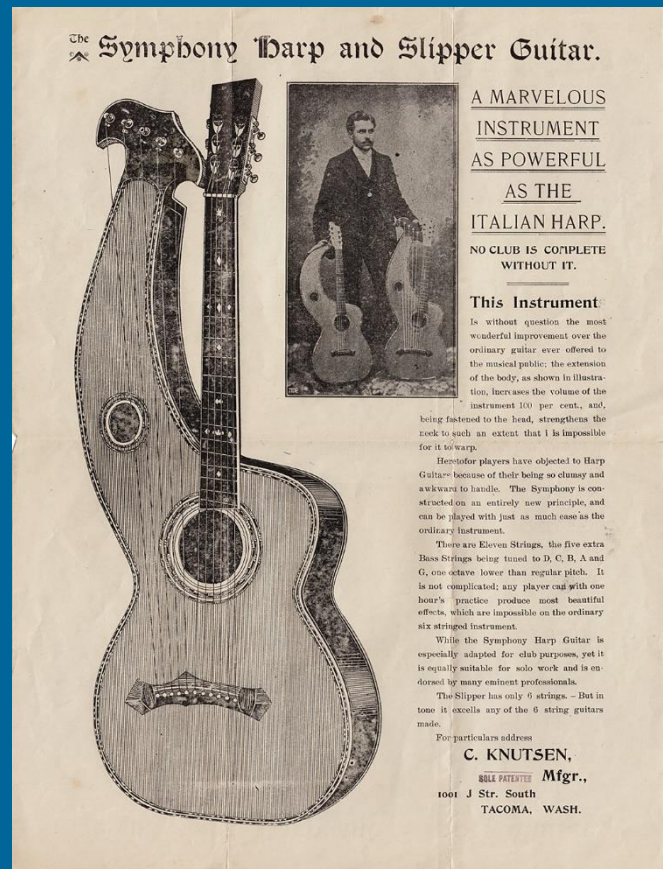 The Symphony Harp and Slipper Guitar.
A MARVELOUS
INSTRUMENT
AS POWERFUL
AS THE
ITALIAN HARP.
NO CLUB IS COMPLETE
WITHOUT IT.
This Instrument
Is without question the most
wonderful improvement over the
ordinary guitar ever offered to
the musical public; the extension
of the body, as shown in illustra-
tion, increases the volume of the
instrument 100 per cent., and,
being fastened to the head, strengthens the
neck to such an extent that i is impossible
for it to warp.
Heretofor players have objected to Harp
Guitars because of their being so clumsy and
awkward to handle. The Symphony is con-
structed on an entirely new principle, and
can be played with just as much ease as the
ordinary instrument.
There are Eleven Strings, the five extra
Bass Strings being tuned to D, C, B, A and
G, one octave lower than regular pitch. It
is not complicated; any player can with one
hour's practice produce most beautiful
effects, which are impossible on the ordinary
six stringed instrument.
While the Symphony Harp Guitar is
especially adapted for club purposes, yet it
is equally suitable for solo work and is en-
dorsed by many eminent professionals.
The Slipper has only 6 strings. – But in
tone it excells any of the 6 string guitars
made.
For particulars address
C. KNUTSEN,
SOLE PATENTEE Mfgr.,
1001 J Str. South
TACOMA, WASH.